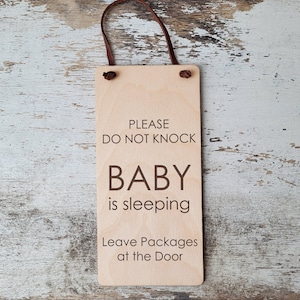 PLEASE
DO NOT KNOCK
BABY
is sleeping
Leave Packages
at the Door